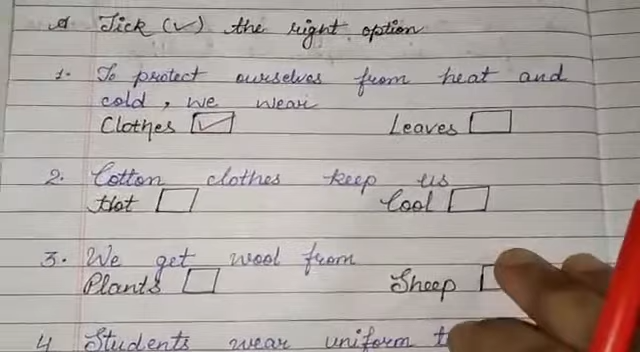 Tick (✓) the right option
1. To protect ourselves from heat and
cold, we wear
Clothes ✓ Leaves
2. Cotton clothes keep us
Hot Cool
3. We get wool from
Plants Sheep
4 Students wear uniform